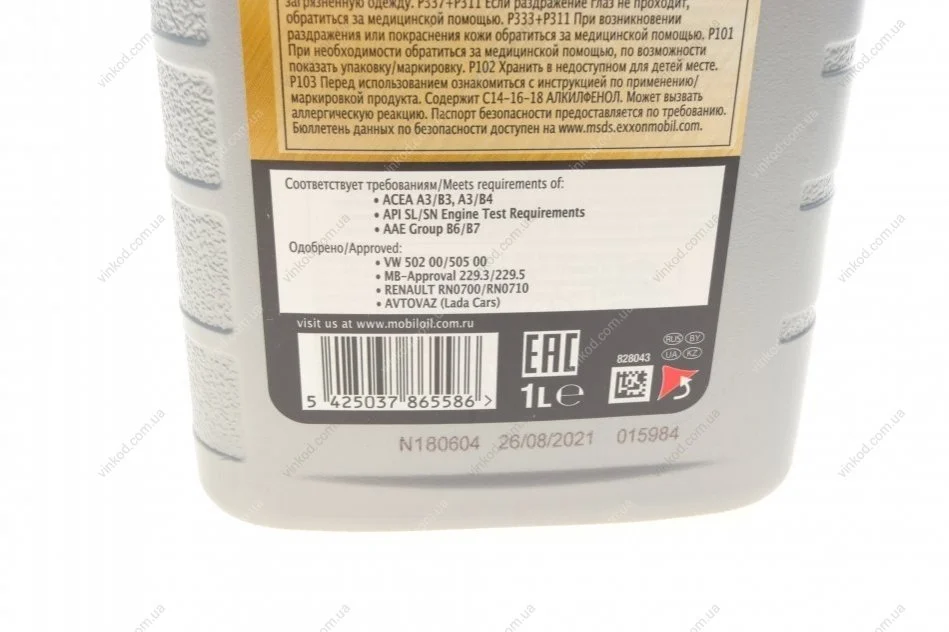 загрязненную одежду. P337+P311 Если раздражение глаз не проходит,
обратиться за медицинской помощью. P333+P311 При возникновении
раздражения или покраснения кожи обратиться за медицинской помощью. P101
При необходимости обратиться за медицинской помощью, по возможности
показать упаковку/маркировку. P102 Хранить в недоступном для детей месте.
P103 Перед использованием ознакомиться с инструкцией по применению/
маркировкой продукта. Содержит C14-16-18 АЛКИЛФЕНОЛ. Может вызвать
аллергическую реакцию. Паспорт безопасности предоставляется по требованию.
Бюллетень данных по безопасности доступен на www.msds.exxonmobil.com.
Соответствует требованиям/Meets requirements of:
• ACEA A3/B3, A3/B4
• API SL/SN Engine Test Requirements
• AAE Group B6/B7
Одобрено/Approved:
• VW 502 00/505 00
• MB-Approval 229.3/229.5
• RENAULT RN0700/RN0710
• AVTOVAZ (Lada Cars)
visit us at www.mobiloil.com.ru
5 425037 865586 >
EAC
1L e
828043
RUS BY
UA KZ
N180604 26/08/2021 015984
vinkod.com.ua